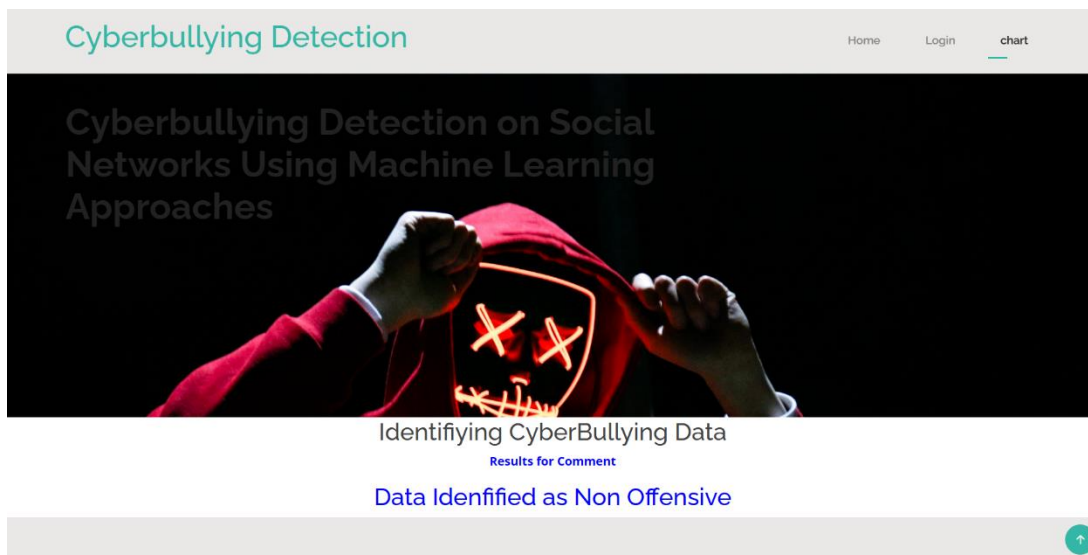 Cyberbullying Detection
Home Login chart
Cyberbullying Detection on Social
Networks Using Machine Learning
Approaches
Identifiying CyberBullying Data
Results for Comment
Data Idenfified as Non Offensive